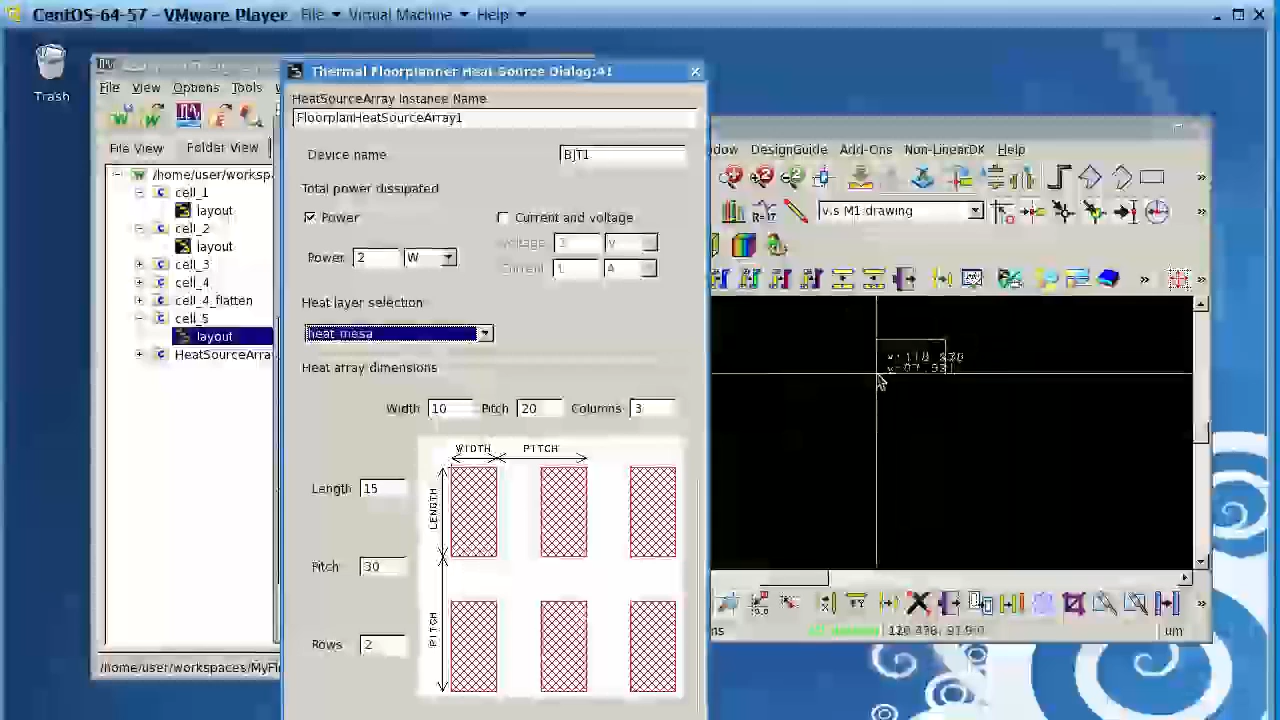 CentOS-64-57 - VMware Player File Virtual Machine Help
Trash
File View Options Tools
File View Folder View
/home/user/worksp
cell_1
layout
cell_2
layout
cell_3
cell_4
cell_4_flatten
cell_5
layout
HeatSourceArra
/home/user/workspaces/MyFl
Thermal Floorplanner Heat Source Dialog:41
HeatSourceArray Instance Name
FloorplanHeatSourceArray1
Device name BJT1
Total power dissipated
Power Current and voltage
Voltage V
Power 2 W
Current A
Heat layer selection
heat mesa
Heat array dimensions
Width 10 Pitch 20 Columns 3
WIDTH PITCH
Length 15
LENGTH
Pitch 30
PITCH
Rows 2
dow DesignGuide Add-Ons Non-LinearDK Help
v,s M1 drawing
um